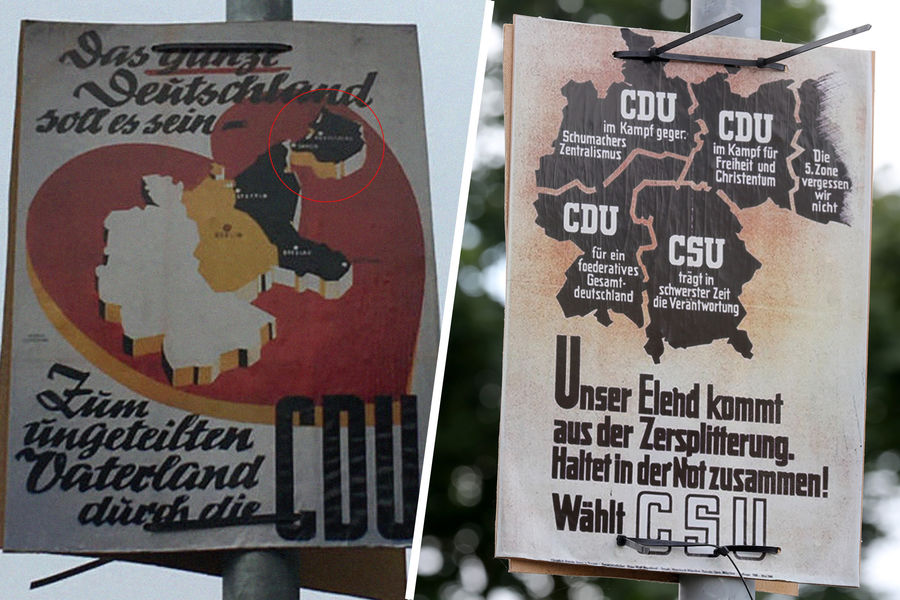 Das ganze
Deutschland
soll es sein –
STETTIN
BERLIN
BRESLAU
Zum
ungeteilten
Vaterland
durch die
CDU
CDU
im Kampf gegen
Schumachers
Zentralismus
CDU
im Kampf für
Freiheit und
Christentum
Die
5. Zone
vergessen
wir
nicht
CDU
für ein
foederatives
Gesamt-
deutschland
CSU
trägt in
schwerster Zeit
die Verantwortung
Unser Elend kommt
aus der Zersplitterung.
Haltet in der Not zusammen!
Wählt CSU